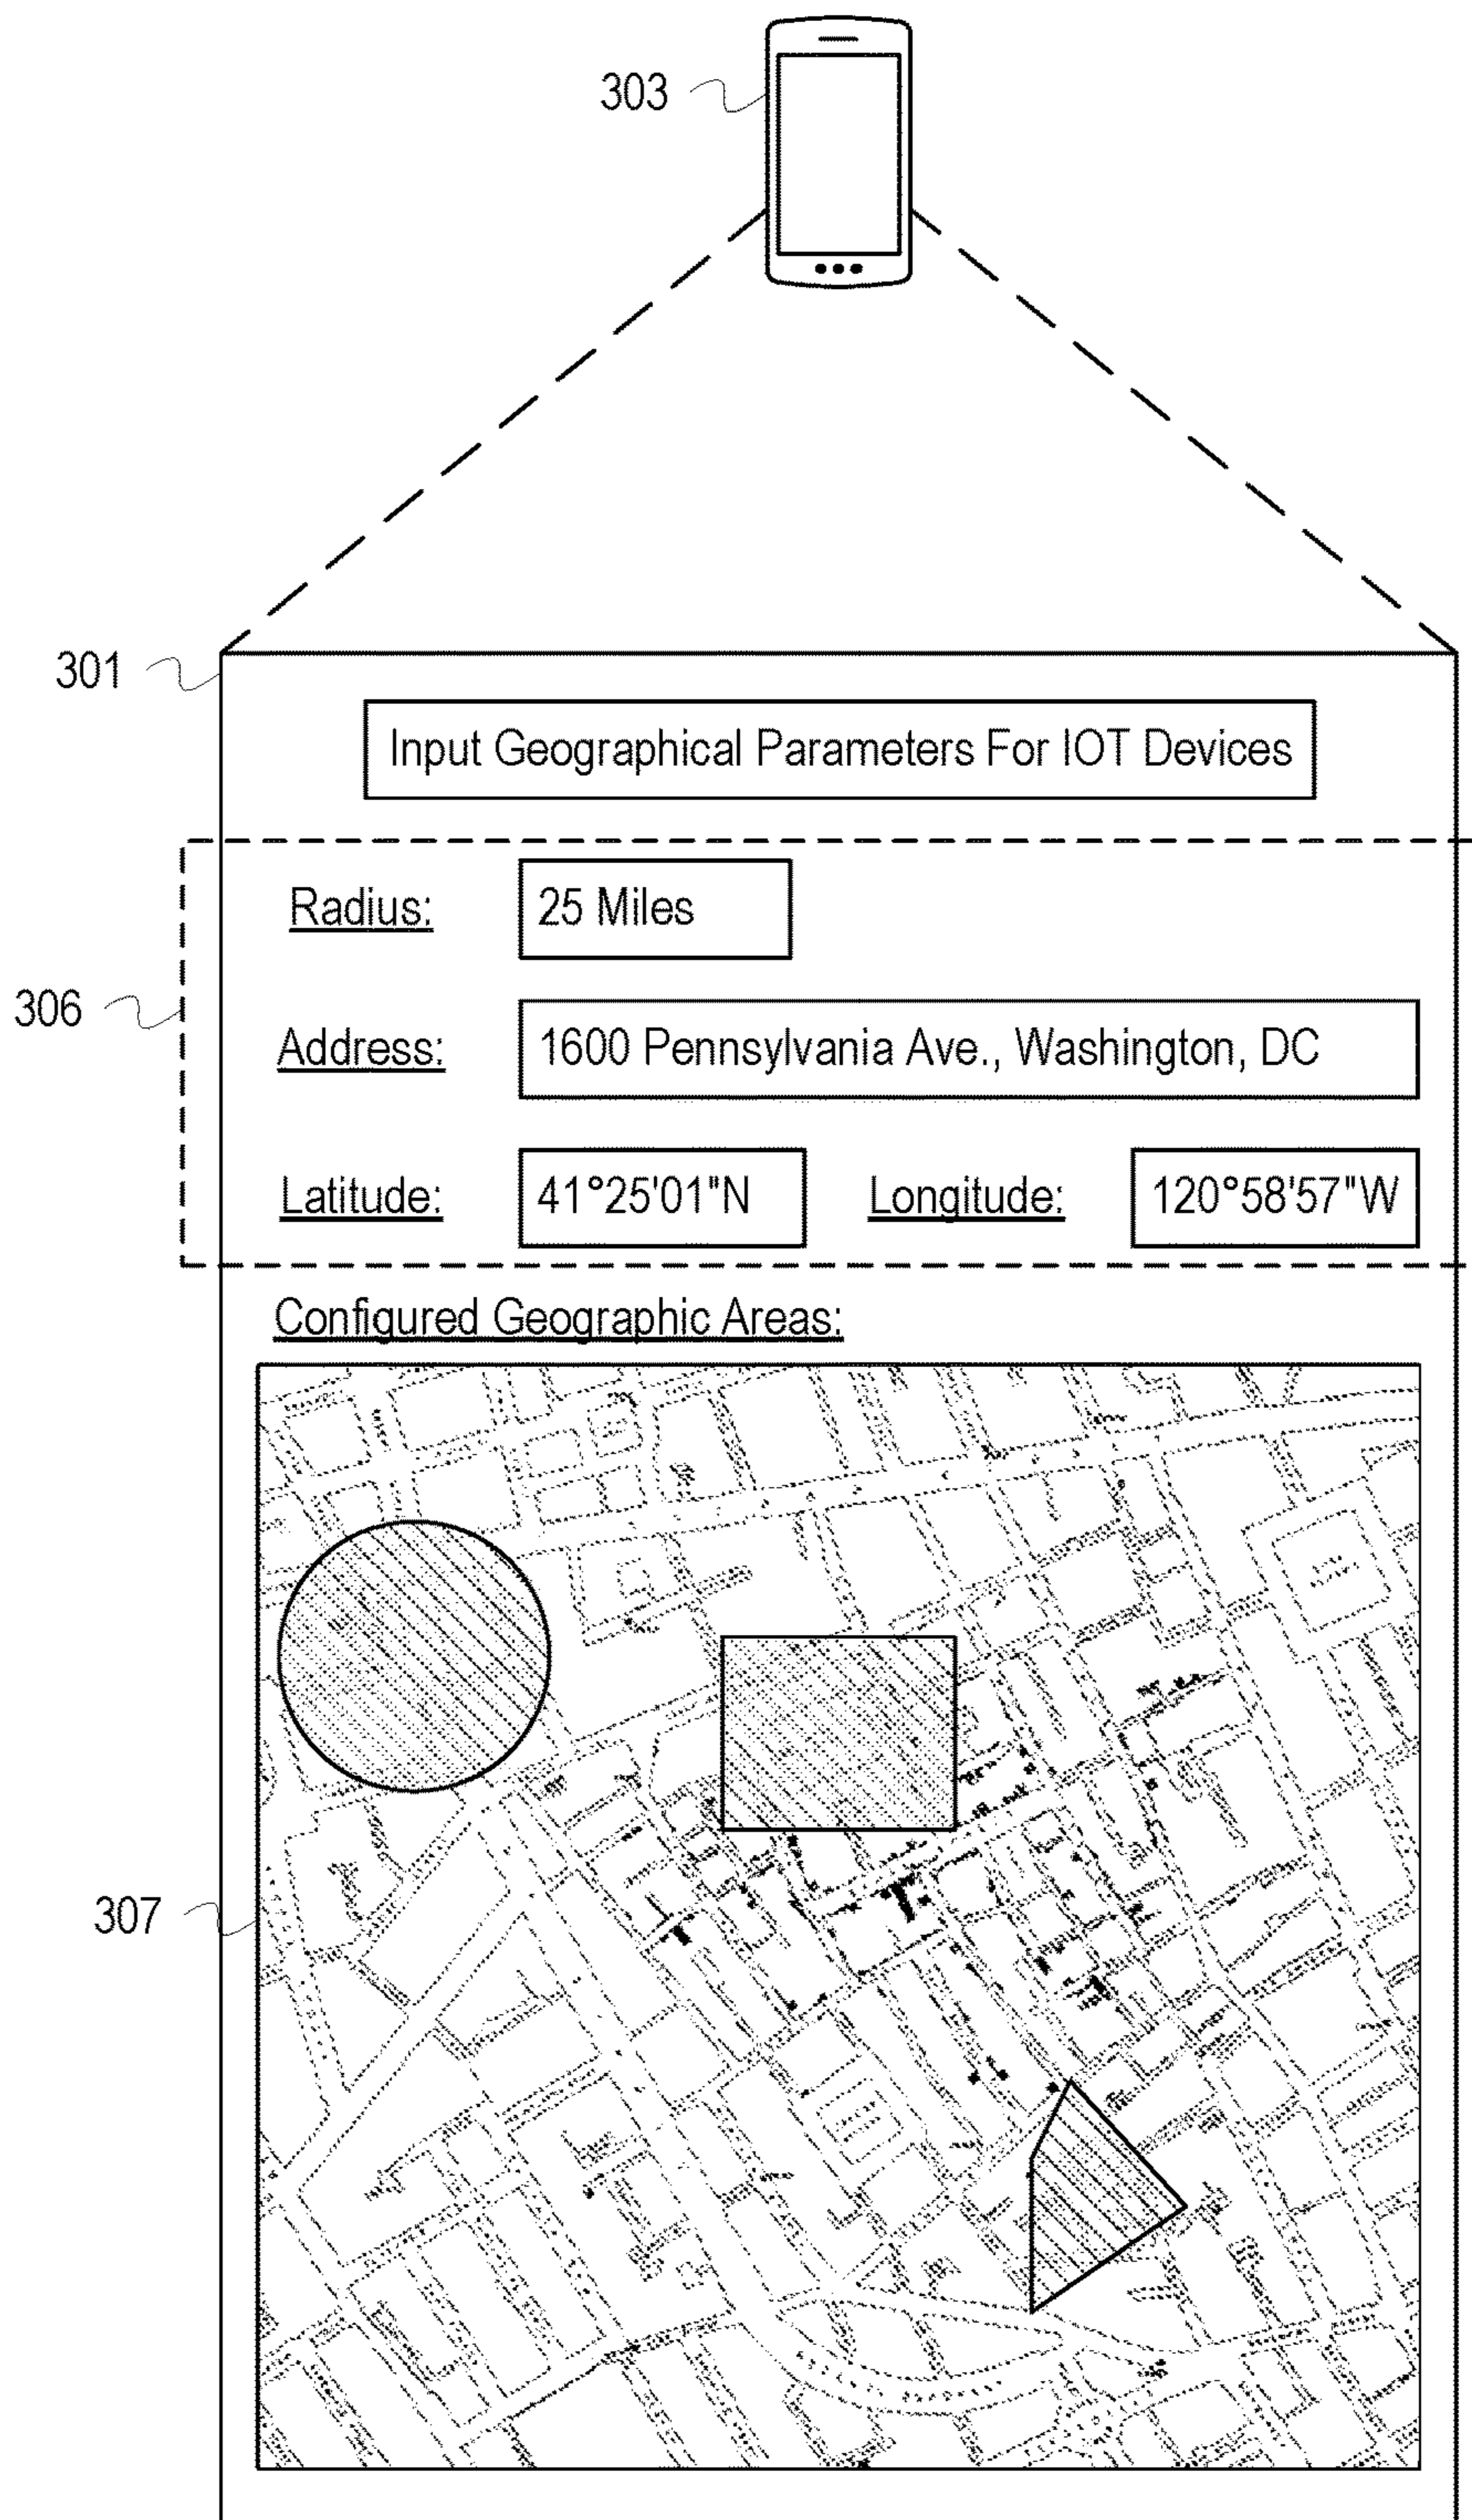 303
301
Input Geographical Parameters For IOT Devices
Radius: 25 Miles
306
Address: 1600 Pennsylvania Ave., Washington, DC
Latitude: 41°25'01"N Longitude: 120°58'57"W
Configured Geographic Areas:
307